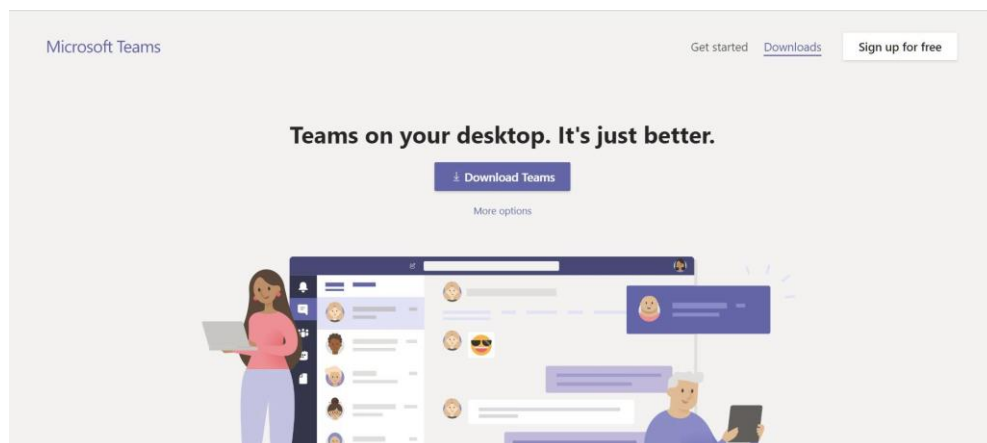 Microsoft Teams
Get started Downloads Sign up for free
Teams on your desktop. It's just better.
Download Teams
More options